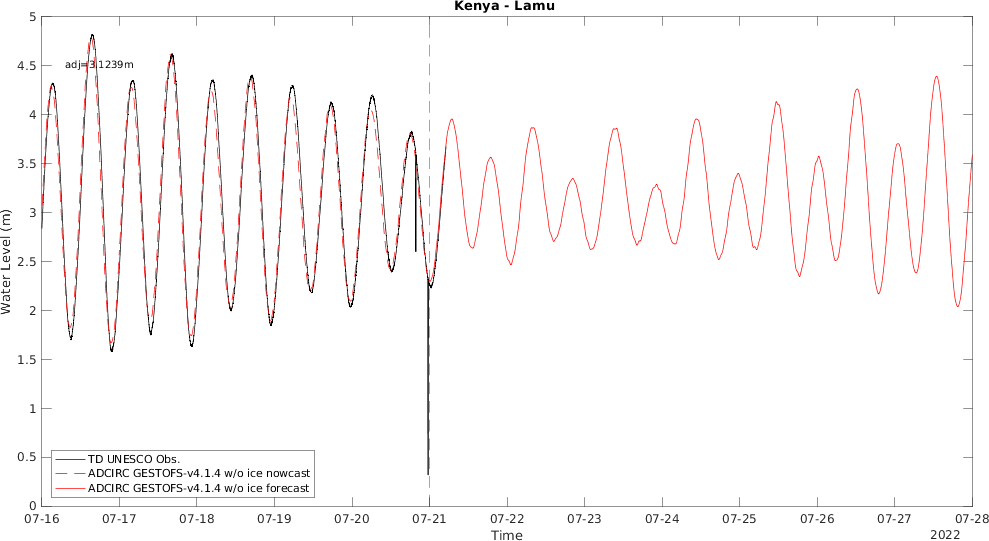 Kenya - Lamu
adj=3.1239m
Water Level (m)
5
4.5
4
3.5
3
2.5
2
1.5
1
0.5
0
TD UNESCO Obs.
ADCIRC GESTOFS-v4.1.4 w/o ice nowcast
ADCIRC GESTOFS-v4.1.4 w/o ice forecast
07-16 07-17 07-18 07-19 07-20 07-21 07-22 07-23 07-24 07-25 07-26 07-27 07-28
Time
2022